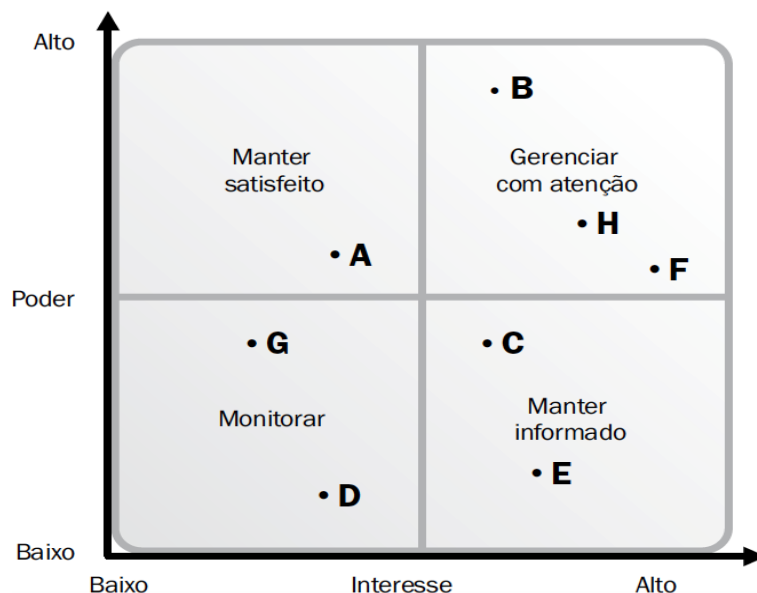 Alto
B
Manter
satisfeito
Gerenciar
com atenção
H
A
F
Poder
G
C
Monitorar
Manter
informado
E
D
Baixo
Baixo
Interesse
Alto